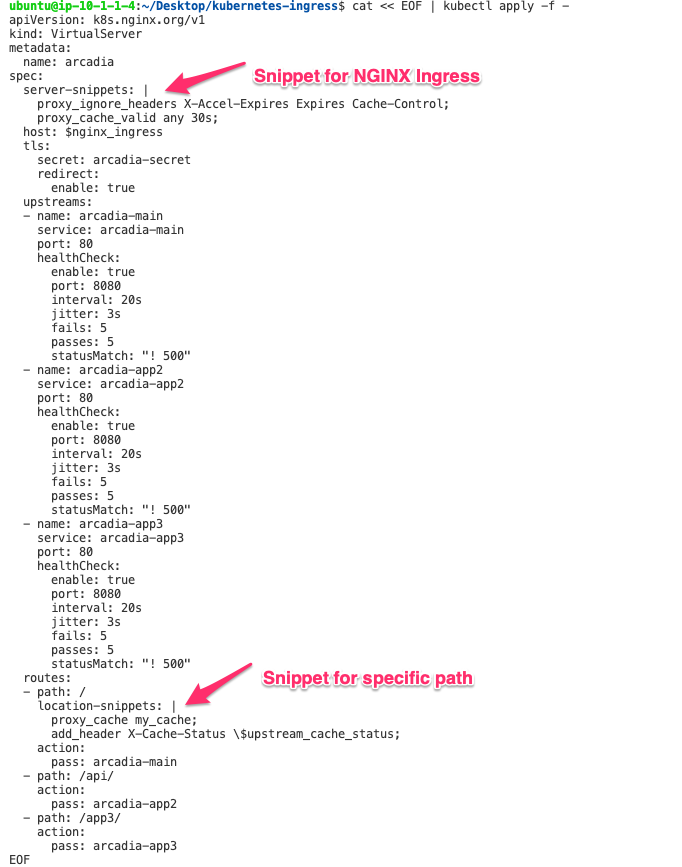 ubuntu@ip-10-1-1-4:~/Desktop/kubernetes-ingress$ cat << EOF | kubectl apply -f -
apiVersion: k8s.nginx.org/v1
kind: VirtualServer
metadata:
  name: arcadia
spec:
  server-snippets: |
Snippet for NGINX Ingress
    proxy_ignore_headers X-Accel-Expires Expires Cache-Control;
    proxy_cache_valid any 30s;
  host: $nginx_ingress
  tls:
    secret: arcadia-secret
    redirect:
      enable: true
  upstreams:
  - name: arcadia-main
    service: arcadia-main
    port: 80
    healthCheck:
      enable: true
      port: 8080
      interval: 20s
      jitter: 3s
      fails: 5
      passes: 5
      statusMatch: "! 500"
  - name: arcadia-app2
    service: arcadia-app2
    port: 80
    healthCheck:
      enable: true
      port: 8080
      interval: 20s
      jitter: 3s
      fails: 5
      passes: 5
      statusMatch: "! 500"
  - name: arcadia-app3
    service: arcadia-app3
    port: 80
    healthCheck:
      enable: true
      port: 8080
      interval: 20s
      jitter: 3s
      fails: 5
      passes: 5
      statusMatch: "! 500"
  routes:
Snippet for specific path
  - path: /
    location-snippets: |
      proxy_cache my_cache;
      add_header X-Cache-Status \$upstream_cache_status;
    action:
      pass: arcadia-main
  - path: /api/
    action:
      pass: arcadia-app2
  - path: /app3/
    action:
      pass: arcadia-app3
EOF